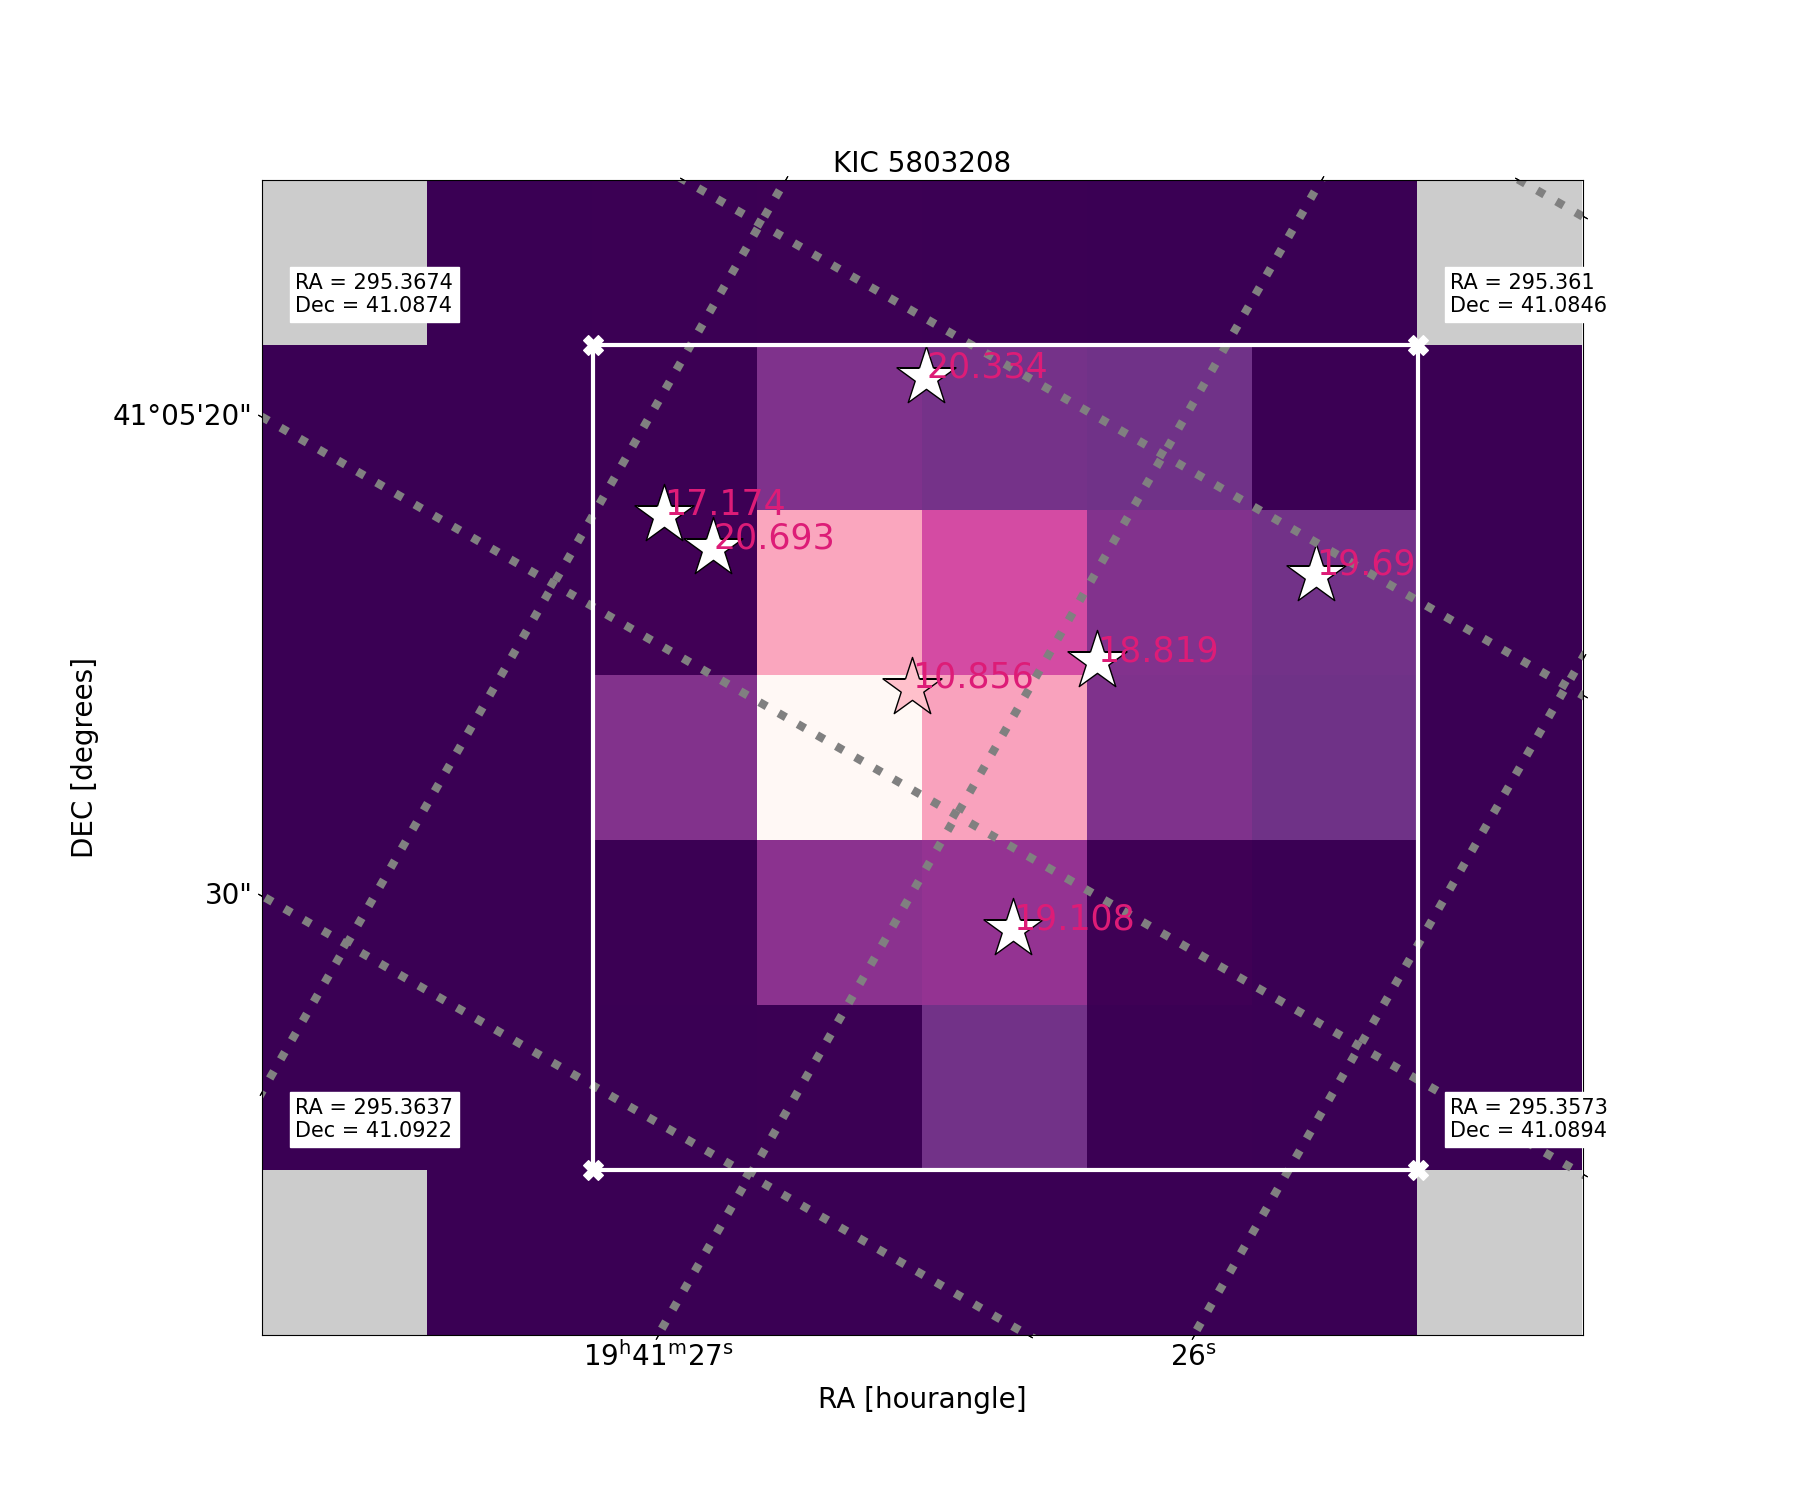 KIC 5803208
RA = 295.3674
Dec = 41.0874
RA = 295.361
Dec = 41.0846
20.334
41°05'20"
17.174
20.693
19.69
18.819
10.856
DEC [degrees]
30"
19.108
RA = 295.3637
Dec = 41.0922
RA = 295.3573
Dec = 41.0894
19ʰ41ᵐ27ˢ
26ˢ
RA [hourangle]